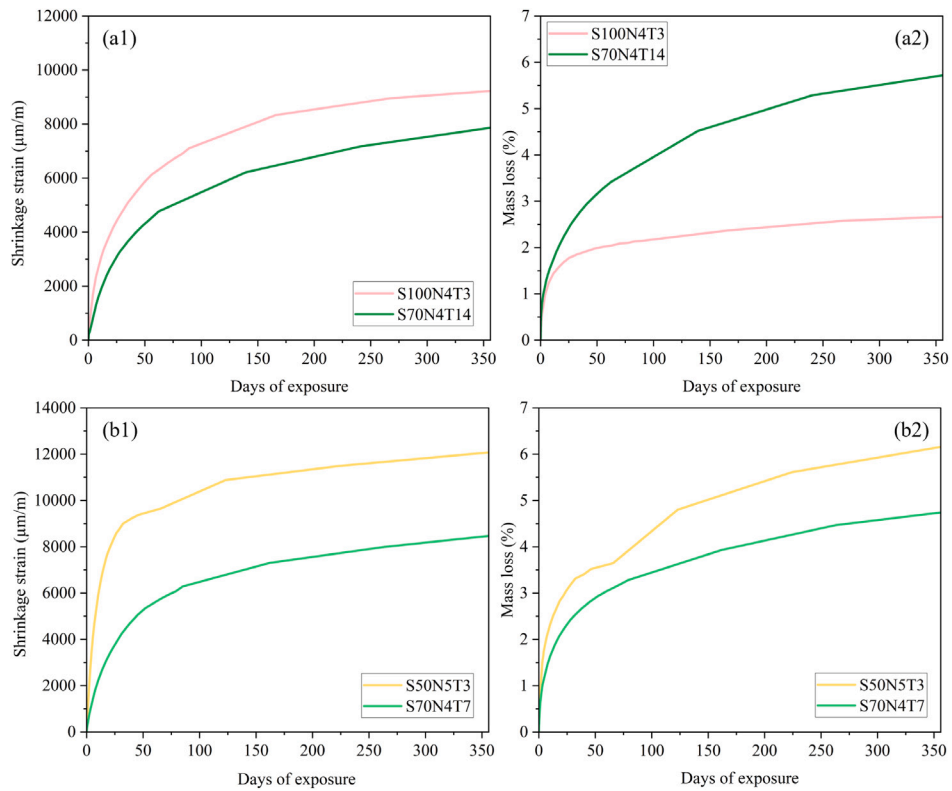 (a1)
12000
10000
8000
6000
4000
2000
0
Shrinkage strain (μm/m)
S100N4T3
S70N4T14
0 50 100 150 200 250 300 350
Days of exposure
(a2)
S100N4T3
S70N4T14
7
6
5
4
3
2
1
0
Mass loss (%)
0 50 100 150 200 250 300 350
Days of exposure
(b1)
14000
12000
10000
8000
6000
4000
2000
0
Shrinkage strain (μm/m)
S50N5T3
S70N4T7
0 50 100 150 200 250 300 350
Days of exposure
(b2)
7
6
5
4
3
2
1
0
Mass loss (%)
S50N5T3
S70N4T7
0 50 100 150 200 250 300 350
Days of exposure